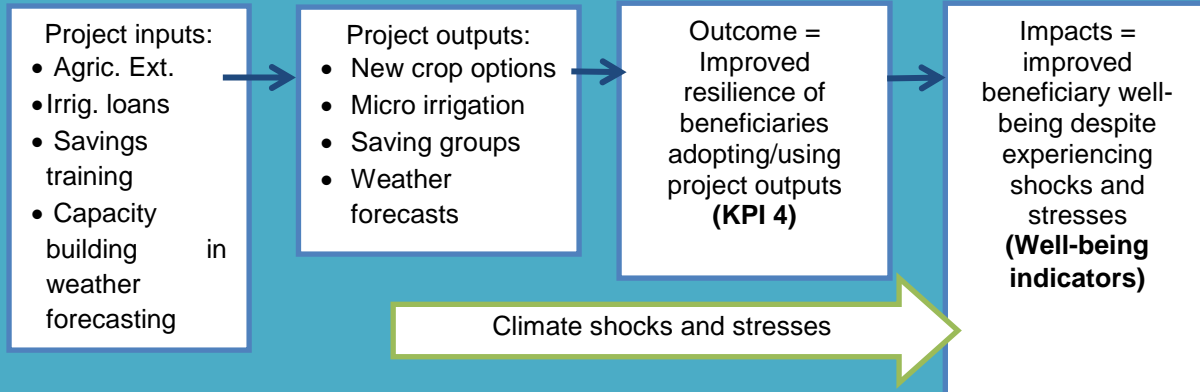 Project inputs:
• Agric. Ext.
•Irrig. loans
• Savings
training
• Capacity
building in
weather
forecasting
Project outputs:
• New crop options
• Micro irrigation
• Saving groups
• Weather
forecasts
Outcome =
Improved
resilience of
beneficiaries
adopting/using
project outputs
(KPI 4)
Impacts =
improved
beneficiary well-
being despite
experiencing
shocks and
stresses
(Well-being
indicators)
Climate shocks and stresses